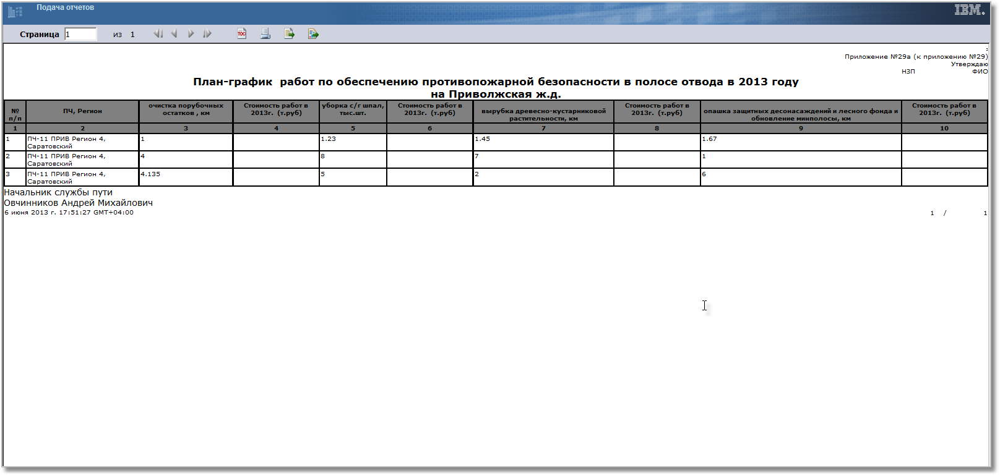 Подача отчетов
IBM.
Страница 1 из 1
TOC
:
Приложение №29а (к приложению №29)
Утверждаю
НЗП ФИО
План-график работ по обеспечению противопожарной безопасности в полосе отвода в 2013 году
на Приволжская ж.д.
№ п/п
ПЧ, Регион
очистка порубочных
остатков , км
Стоимость работ в
2013г. (т.руб)
уборка с/г шпал,
тыс.шт.
Стоимость работ в
2013г. (т.руб)
вырубка древесно-кустарниковой
растительности, км
Стоимость работ в
2013г. (т.руб)
опашка защитных десонасаждений и лесного фонда и
обновление минполосы, км
Стоимость работ в
2013г. (т.руб)
1 2 3 4 5 6 7 8 9 10
1 ПЧ-11 ПРИВ Регион 4, 1 1.23 1.45 1.67
Саратовский
2 ПЧ-11 ПРИВ Регион 4, 4 8 7 1
Саратовский
3 ПЧ-11 ПРИВ Регион 4, 4.135 5 2 6
Саратовский
Начальник службы пути
Овчинников Андрей Михайлович
6 июня 2013 г. 17:51:27 GMT+04:00
1 / 1